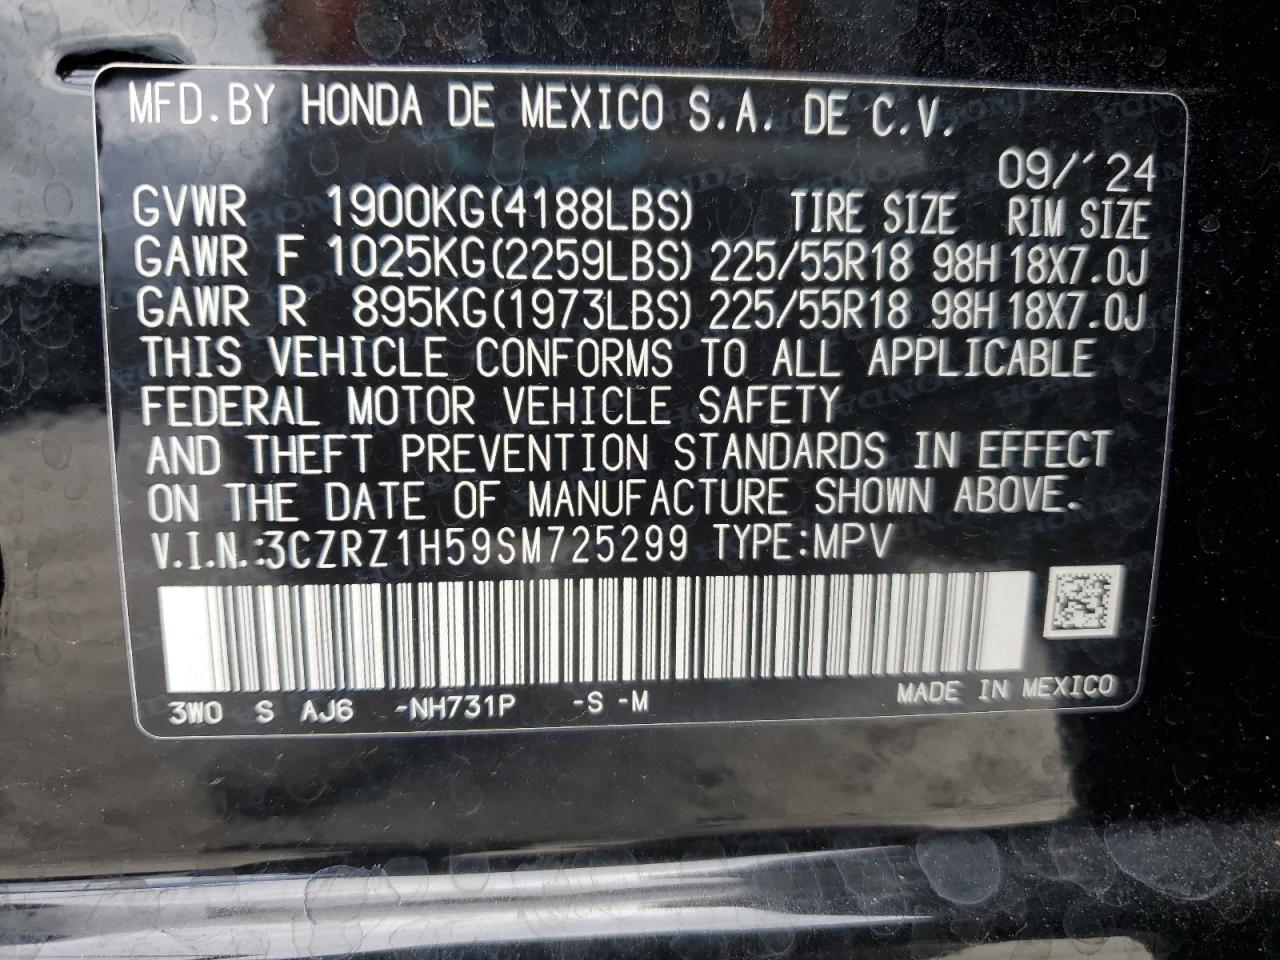 MFD.BY HONDA DE MEXICO S.A. DE C.V.
09/'24
GVWR 1900KG(4188LBS) TIRE SIZE RIM SIZE
GAWR F 1025KG(2259LBS) 225/55R18 98H 18X7.0J
GAWR R 895KG(1973LBS) 225/55R18 98H 18X7.0J
THIS VEHICLE CONFORMS TO ALL APPLICABLE
FEDERAL MOTOR VEHICLE SAFETY
AND THEFT PREVENTION STANDARDS IN EFFECT
ON THE DATE OF MANUFACTURE SHOWN ABOVE.
V.I.N.:3CZRZ1H59SM725299 TYPE:MPV
3W0 S AJ6 -NH731P -S -M MADE IN MEXICO